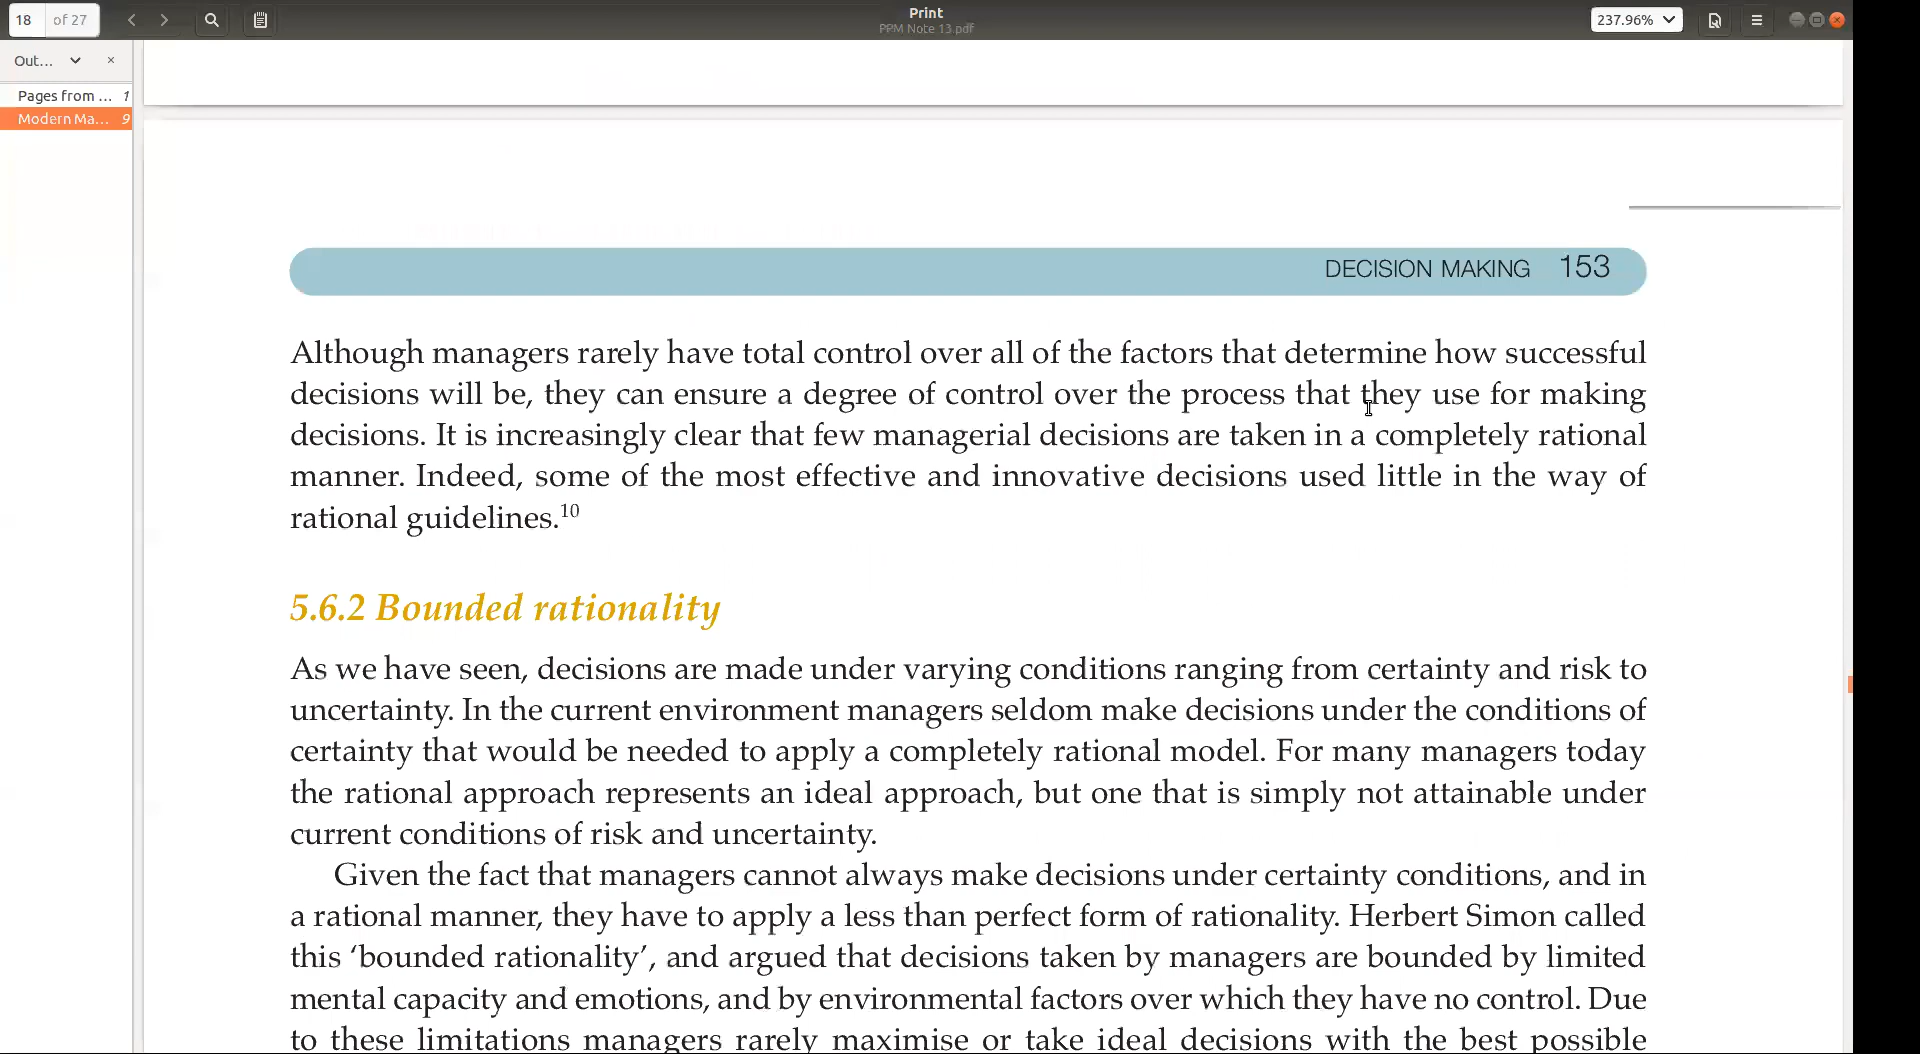 18 of 27
Print
PPM Note 13.pdf
237.96%
Out...
Pages from ... 1
Modern Ma... 9
DECISION MAKING 153
Although managers rarely have total control over all of the factors that determine how successful
decisions will be, they can ensure a degree of control over the process that they use for making
decisions. It is increasingly clear that few managerial decisions are taken in a completely rational
manner. Indeed, some of the most effective and innovative decisions used little in the way of
rational guidelines.10
5.6.2 Bounded rationality
As we have seen, decisions are made under varying conditions ranging from certainty and risk to
uncertainty. In the current environment managers seldom make decisions under the conditions of
certainty that would be needed to apply a completely rational model. For many managers today
the rational approach represents an ideal approach, but one that is simply not attainable under
current conditions of risk and uncertainty.
Given the fact that managers cannot always make decisions under certainty conditions, and in
a rational manner, they have to apply a less than perfect form of rationality. Herbert Simon called
this ‘bounded rationality’, and argued that decisions taken by managers are bounded by limited
mental capacity and emotions, and by environmental factors over which they have no control. Due
to these limitations managers rarely maximise or take ideal decisions with the best possible